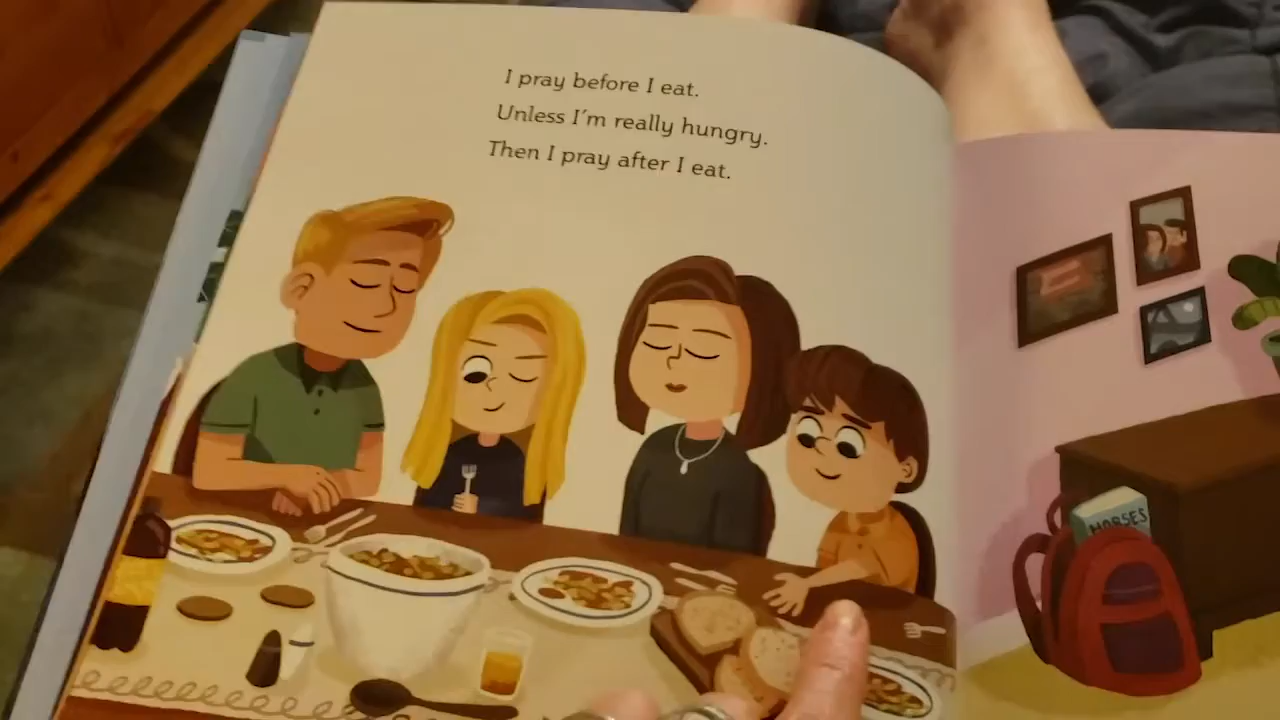 I pray before I eat.
Unless I'm really hungry.
Then I pray after I eat.
HORSES